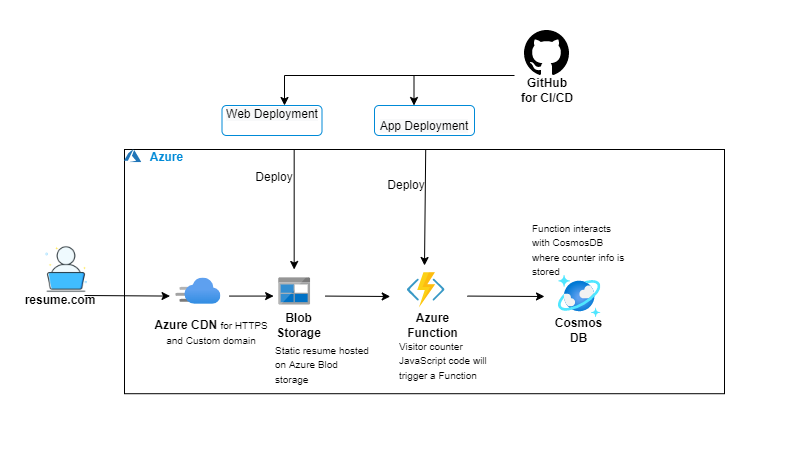 GitHub
for CI/CD
Web Deployment
App Deployment
Azure
Deploy
Deploy
Function interacts
with CosmosDB
where counter info is
stored
resume.com
Azure CDN for HTTPS
and Custom domain
Blob
Storage
Static resume hosted
on Azure Blod
storage
Azure
Function
Visitor counter
JavaScript code will
trigger a Function
Cosmos
DB